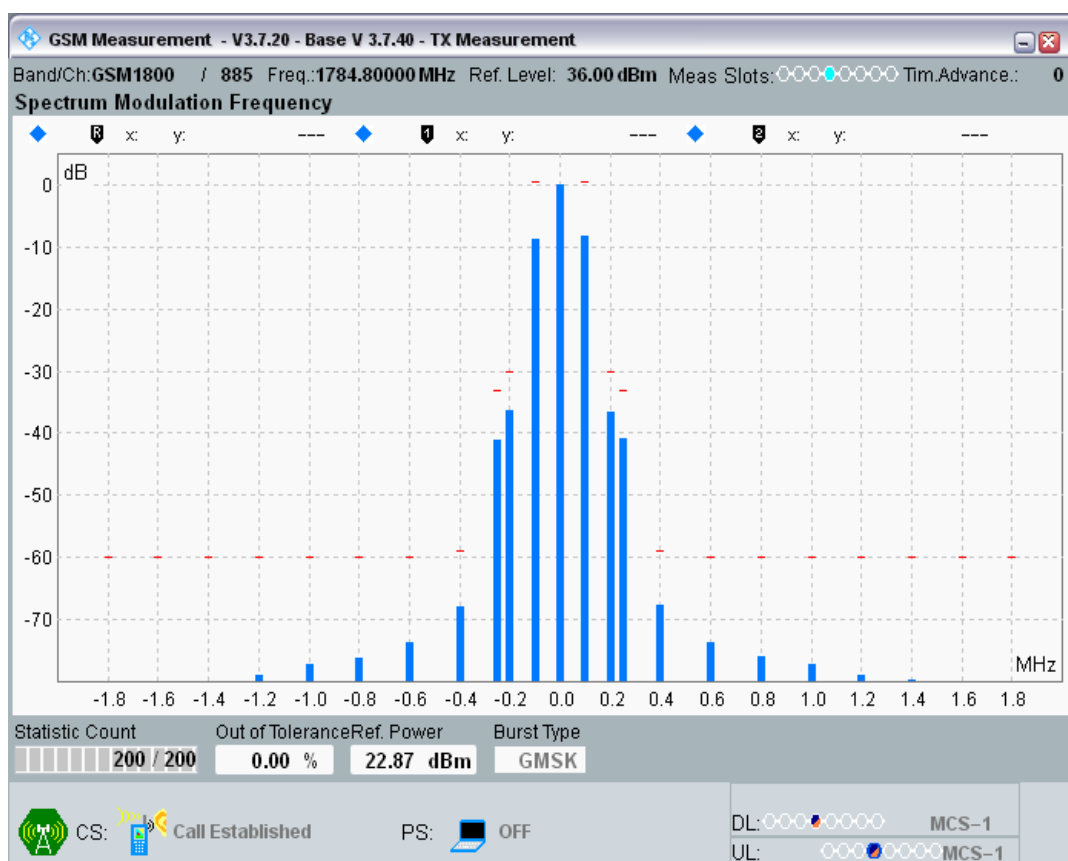 GSM Measurement - V3.7.20 - Base V 3.7.40 - TX Measurement
Band/Ch:GSM1800 / 885 Freq.:1784.80000 MHz Ref. Level: 36.00 dBm Meas Slots: Tim.Advance.: 0
Spectrum Modulation Frequency
R x: y: --- 1 x: y: --- 2 x: y: ---
dB
0
-10
-20
-30
-40
-50
-60
-70
MHz
-1.8 -1.6 -1.4 -1.2 -1.0 -0.8 -0.6 -0.4 -0.2 0.0 0.2 0.4 0.6 0.8 1.0 1.2 1.4 1.6 1.8
Statistic Count Out of Tolerance Ref. Power Burst Type
200 / 200 0.00 % 22.87 dBm GMSK
CS: Call Established PS: OFF
DL: MCS-1
UL: MCS-1